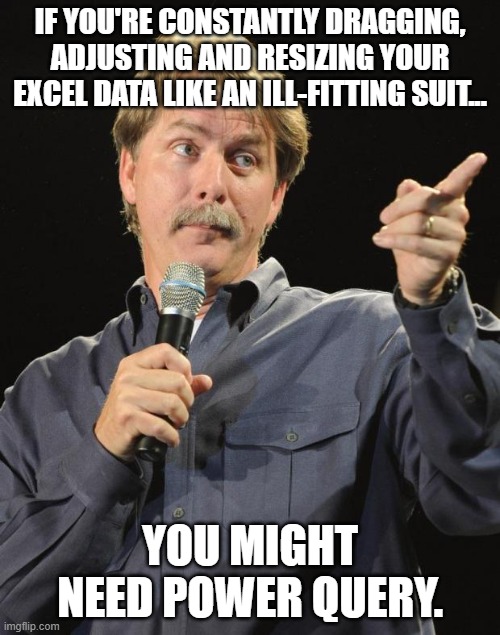 IF YOU'RE CONSTANTLY DRAGGING,
ADJUSTING AND RESIZING YOUR
EXCEL DATA LIKE AN ILL-FITTING SUIT...
YOU MIGHT
NEED POWER QUERY.
imgflip.com